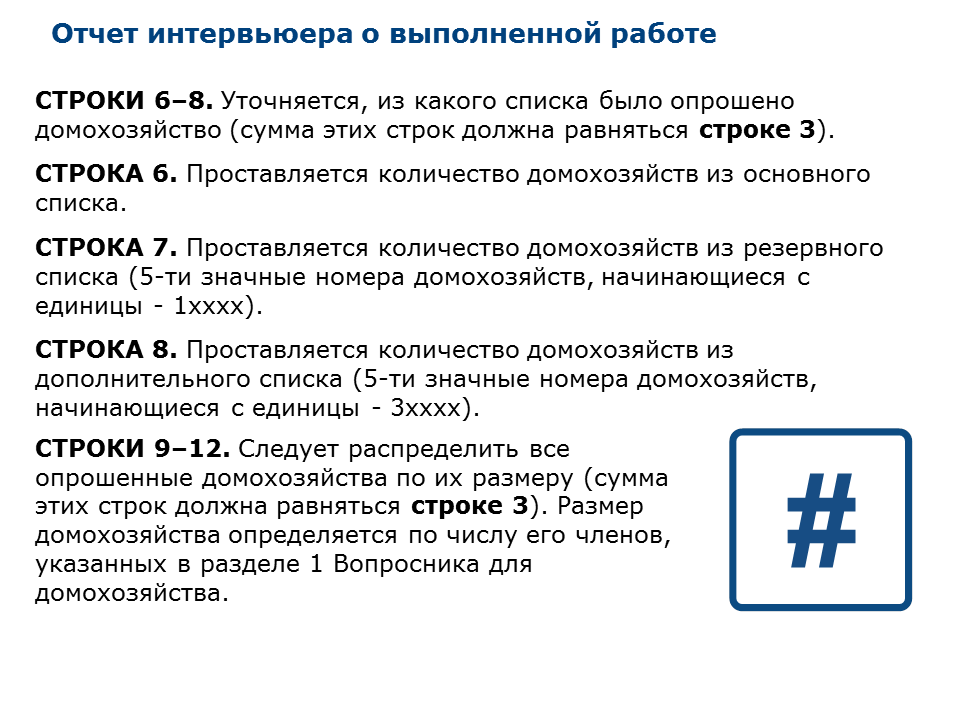 Отчет интервьюера о выполненной работе
СТРОКИ 6–8. Уточняется, из какого списка было опрошено
домохозяйство (сумма этих строк должна равняться строке 3).
СТРОКА 6. Проставляется количество домохозяйств из основного
списка.
СТРОКА 7. Проставляется количество домохозяйств из резервного
списка (5-ти значные номера домохозяйств, начинающиеся с
единицы - 1хххх).
СТРОКА 8. Проставляется количество домохозяйств из
дополнительного списка (5-ти значные номера домохозяйств,
начинающиеся с единицы - 3хххх).
СТРОКИ 9–12. Следует распределить все
опрошенные домохозяйства по их размеру (сумма
этих строк должна равняться строке 3). Размер
домохозяйства определяется по числу его членов,
указанных в разделе 1 Вопросника для
домохозяйства.
#